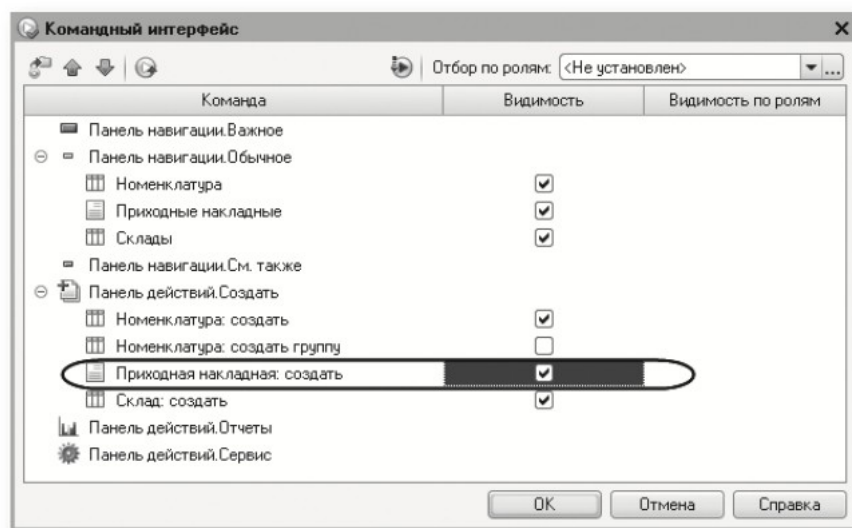 Командный интерфейс
Отбор по ролям: <Не установлен>
Команда Видимость Видимость по ролям
Панель навигации.Важное
Панель навигации.Обычное
Номенклатура
Приходные накладные
Склады
Панель навигации.См. также
Панель действий.Создать
Номенклатура: создать
Номенклатура: создать группу
Приходная накладная: создать
Склад: создать
Панель действий.Отчеты
Панель действий.Сервис
OK Отмена Справка